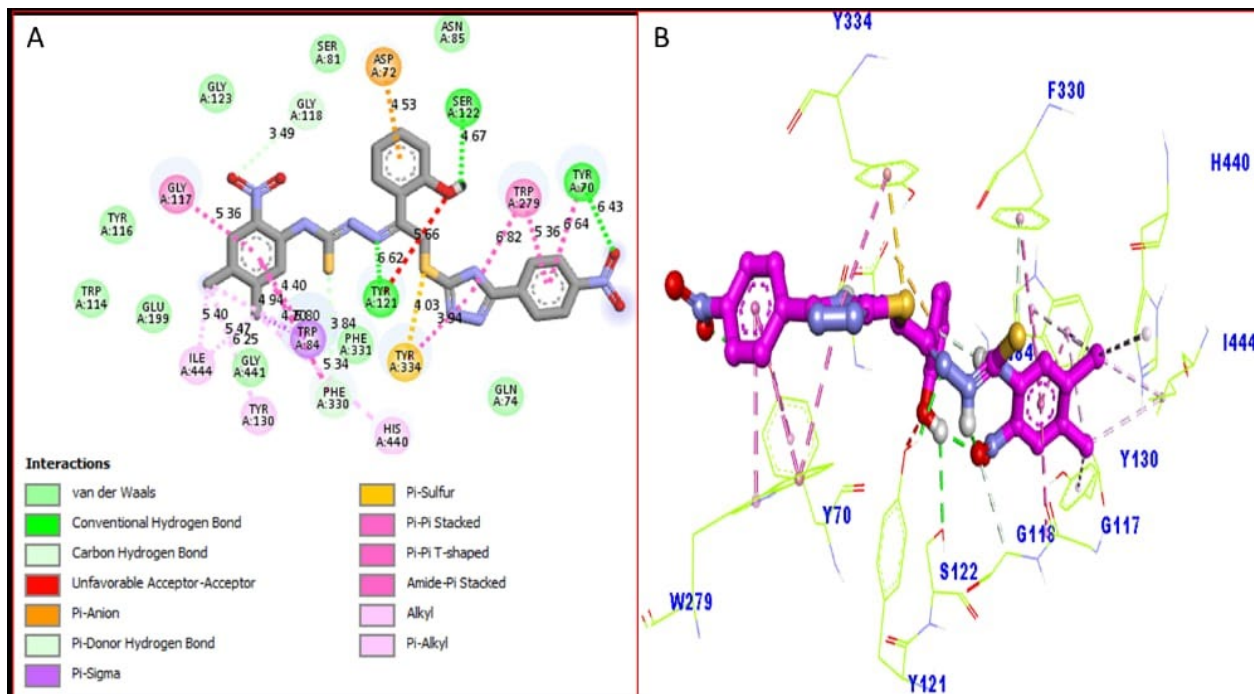 A
SER
A:81
ASN
A:85
ASP
A:72
GLY
A:123
GLY
A:118
SER
A:122
4 53
4 67
3 49
GLY
A:117
TRP
A:279
TYR
A:70
6 43
5 36
TYR
A:116
5 66
6 82
5 36
6 64
6 62
4 40
TYR
A:121
TRP
A:114
GLU
A:199
4 94
5 40
4 03
3 94
3 84
5 47
6 25
TRP
A:84
PHE
A:331
TYR
A:334
ILE
A:444
GLY
A:441
5 34
PHE
A:330
GLN
A:74
TYR
A:130
HIS
A:440
Interactions
van der Waals
Conventional Hydrogen Bond
Carbon Hydrogen Bond
Unfavorable Acceptor-Acceptor
Pi-Anion
Pi-Donor Hydrogen Bond
Pi-Sigma
Pi-Sulfur
Pi-Pi Stacked
Pi-Pi T-shaped
Amide-Pi Stacked
Alkyl
Pi-Alkyl
B
Y334
F330
H440
I444
Y130
Y70
G118
G117
S122
W279
Y121